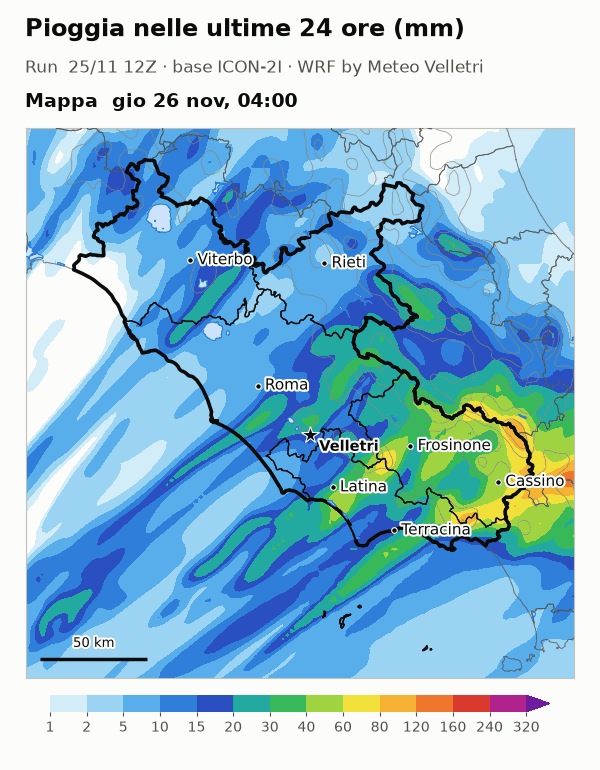 Pioggia nelle ultime 24 ore (mm)
Run  25/11 12Z · base ICON-2I · WRF by Meteo Velletri
Mappa  gio 26 nov, 04:00
Viterbo
Rieti
Roma
Velletri
Frosinone
Latina
Cassino
Terracina
50 km
1 2 5 10 15 20 30 40 60 80 120 160 240 320